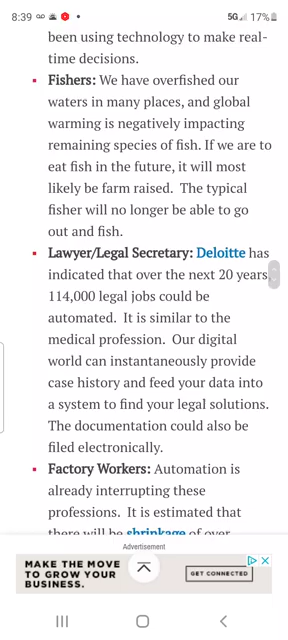 8:39
5G
17%
been using technology to make real-
time decisions.
Fishers: We have overfished our
waters in many places, and global
warming is negatively impacting
remaining species of fish. If we are to
eat fish in the future, it will most
likely be farm raised. The typical
fisher will no longer be able to go
out and fish.
Lawyer/Legal Secretary: Deloitte has
indicated that over the next 20 years,
114,000 legal jobs could be
automated. It is similar to the
medical profession. Our digital
world can instantaneously provide
case history and feed your data into
a system to find your legal solutions.
The documentation could also be
filed electronically.
Factory Workers: Automation is
already interrupting these
professions. It is estimated that
there will be shrinkage of over
Advertisement
MAKE THE MOVE
TO GROW YOUR
BUSINESS.
GET CONNECTED